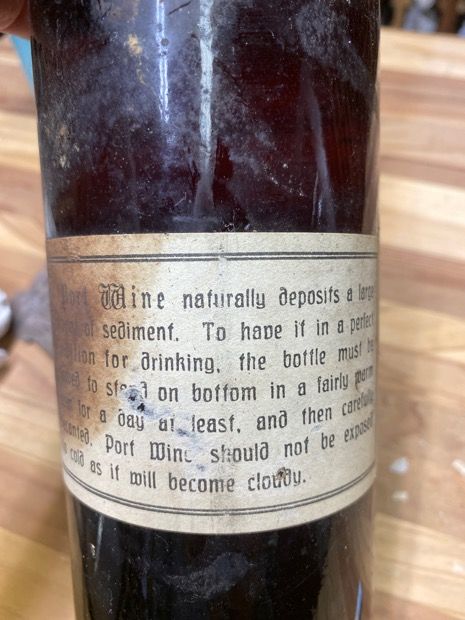 Port Wine naturally deposits a large
of sediment. To have it in a perfect
for drinking, the bottle must be
to stand on bottom in a fairly warm
for a day at least, and then carefully
decanted. Port Wine should not be exposed
to cold as it will become cloudy.